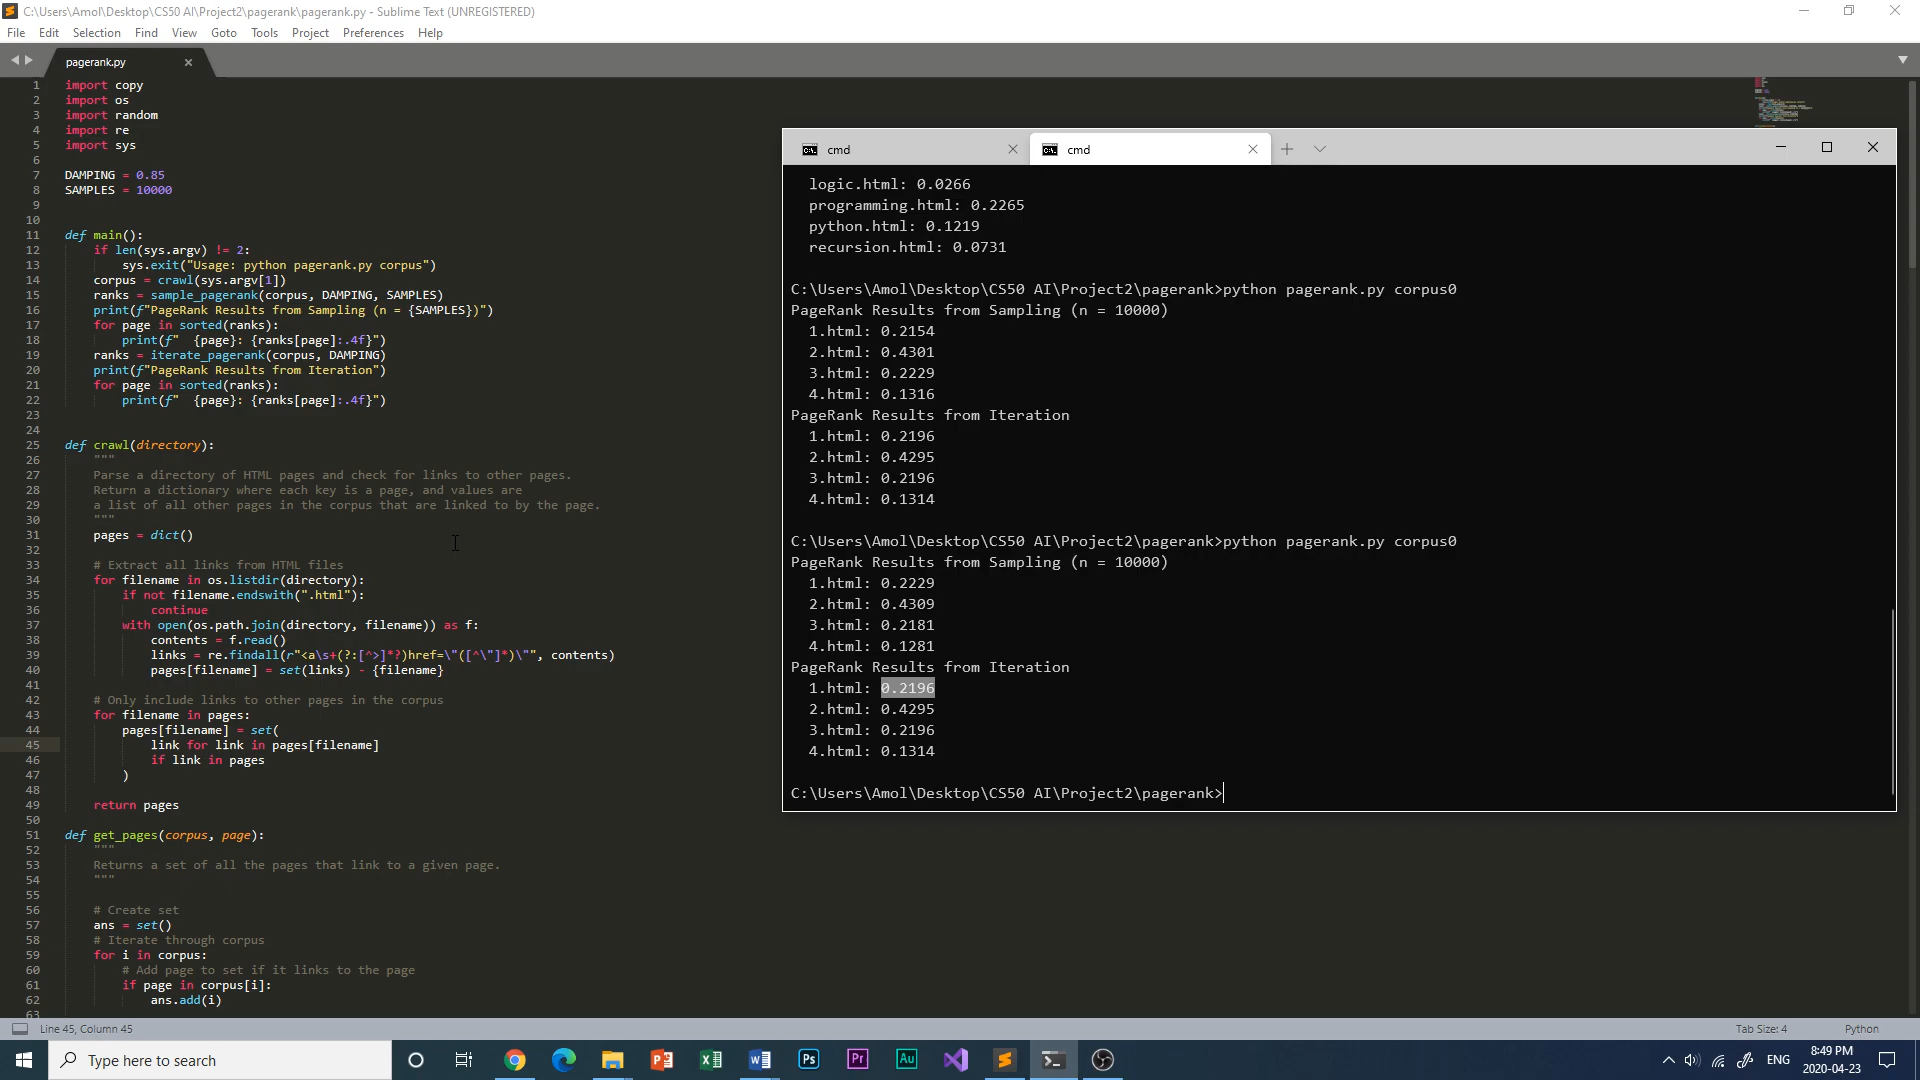 C:\Users\Amol\Desktop\CS50 AI\Project2\pagerank\pagerank.py - Sublime Text (UNREGISTERED)
File Edit Selection Find View Goto Tools Project Preferences Help
pagerank.py
1 import copy
2 import os
3 import random
4 import re
5 import sys
6
7 DAMPING = 0.85
8 SAMPLES = 10000
9
10
11 def main():
12 if len(sys.argv) != 2:
13 sys.exit("Usage: python pagerank.py corpus")
14 corpus = crawl(sys.argv[1])
15 ranks = sample_pagerank(corpus, DAMPING, SAMPLES)
16 print(f"PageRank Results from Sampling (n = {SAMPLES})")
17 for page in sorted(ranks):
18 print(f"  {page}: {ranks[page]:.4f}")
19 ranks = iterate_pagerank(corpus, DAMPING)
20 print(f"PageRank Results from Iteration")
21 for page in sorted(ranks):
22 print(f"  {page}: {ranks[page]:.4f}")
23
24
25 def crawl(directory):
26 """
27 Parse a directory of HTML pages and check for links to other pages.
28 Return a dictionary where each key is a page, and values are
29 a list of all other pages in the corpus that are linked to by the page.
30 """
31 pages = dict()
32
33 # Extract all links from HTML files
34 for filename in os.listdir(directory):
35 if not filename.endswith(".html"):
36 continue
37 with open(os.path.join(directory, filename)) as f:
38 contents = f.read()
39 links = re.findall(r"<a\s+(?:[^>]*?)href=\"([^\"]*)\"", contents)
40 pages[filename] = set(links) - {filename}
41
42 # Only include links to other pages in the corpus
43 for filename in pages:
44 pages[filename] = set(
45 link for link in pages[filename]
46 if link in pages
47 )
48
49 return pages
50
51 def get_pages(corpus, page):
52 """
53 Returns a set of all the pages that link to a given page.
54 """
55
56 # Create set
57 ans = set()
58 # Iterate through corpus
59 for i in corpus:
60 # Add page to set if it links to the page
61 if page in corpus[i]:
62 ans.add(i)
63
cmd
cmd
logic.html: 0.0266
programming.html: 0.2265
python.html: 0.1219
recursion.html: 0.0731
C:\Users\Amol\Desktop\CS50 AI\Project2\pagerank>python pagerank.py corpus0
PageRank Results from Sampling (n = 10000)
1.html: 0.2154
2.html: 0.4301
3.html: 0.2229
4.html: 0.1316
PageRank Results from Iteration
1.html: 0.2196
2.html: 0.4295
3.html: 0.2196
4.html: 0.1314
C:\Users\Amol\Desktop\CS50 AI\Project2\pagerank>python pagerank.py corpus0
PageRank Results from Sampling (n = 10000)
1.html: 0.2229
2.html: 0.4309
3.html: 0.2181
4.html: 0.1281
PageRank Results from Iteration
1.html: 0.2196
2.html: 0.4295
3.html: 0.2196
4.html: 0.1314
C:\Users\Amol\Desktop\CS50 AI\Project2\pagerank>
Line 45, Column 45
Tab Size: 4
Python
Type here to search
Ps
Pr
Au
ENG
8:49 PM
2020-04-23